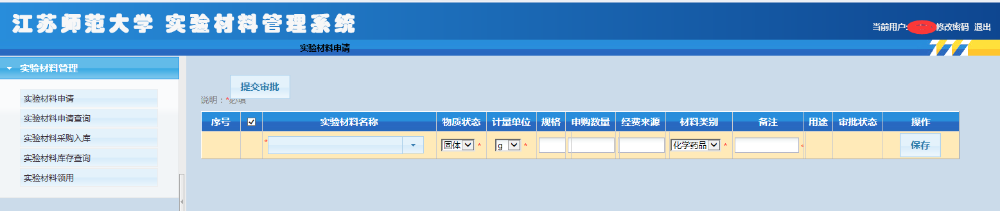 江苏师范大学 实验材料管理系统
当前用户: 修改密码 退出
实验材料申请
实验材料管理
实验材料申请
实验材料申请查询
实验材料采购入库
实验材料库存查询
实验材料领用
提交审批
说明：*必填
序号 实验材料名称 物质状态 计量单位 规格 申购数量 经费来源 材料类别 备注 用途 审批状态 操作
* 固体 * g * 化学药品 * * 保存